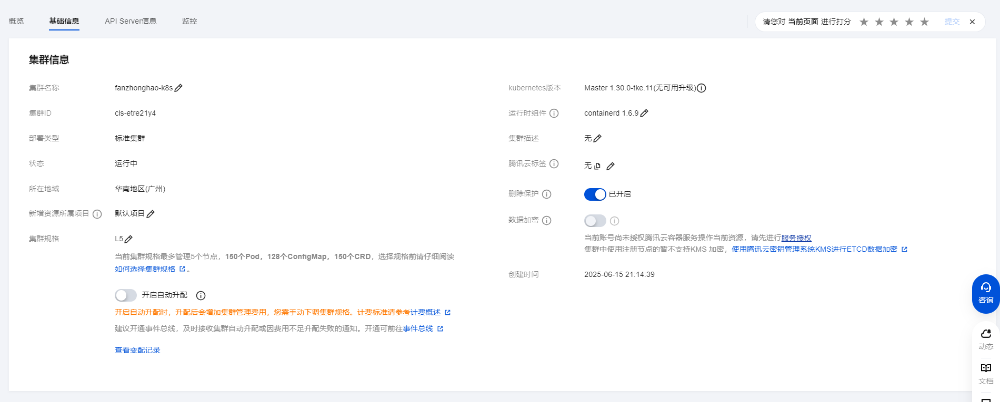 概览 基础信息 API Server信息 监控
请您对 当前页面 进行打分 提交
集群信息
集群名称 fanzhonghao-k8s
集群ID cls-etre21y4
部署类型 标准集群
状态 运行中
所在地域 华南地区(广州)
新增资源所属项目 默认项目
集群规格 L5
当前集群规格最多管理5个节点，150个Pod，128个ConfigMap，150个CRD，选择规格前请仔细阅读
如何选择集群规格 。
开启自动升配
开启自动升配时，升配后会增加集群管理费用，您需手动下调集群规格。计费标准请参考计费概述
建议开通事件总线，及时接收集群自动升配或因费用不足升配失败的通知。开通可前往事件总线
查看变配记录
kubernetes版本 Master 1.30.0-tke.11(无可用升级)
运行时组件 containerd 1.6.9
集群描述 无
腾讯云标签 无
删除保护 已开启
数据加密
当前账号尚未授权腾讯云容器服务操作当前资源，请先进行服务授权
集群中使用注册节点的暂不支持KMS 加密，使用腾讯云密钥管理系统KMS进行ETCD数据加密
创建时间 2025-06-15 21:14:39
咨询
动态
文档